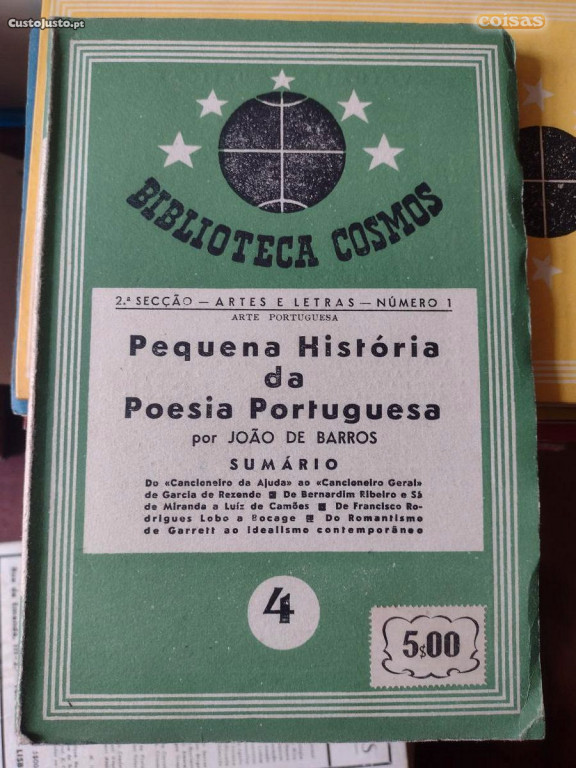 CustoJusto.pt
coisas
BIBLIOTECA COSMOS
2.ª SECÇÃO — ARTES E LETRAS — NÚMERO 1
ARTE PORTUGUESA
Pequena História
da
Poesia Portuguesa
por JOÃO DE BARROS
SUMÁRIO
Do «Cancioneiro da Ajuda» ao «Cancioneiro Geral»
de Garcia de Rezende ■ De Bernardim Ribeiro e Sá
de Miranda a Luíz de Camões ■ De Francisco Ro-
drigues Lobo a Bocage ■ Do Romantismo
de Garrett ao Idealismo contemporâneo
4
5$00